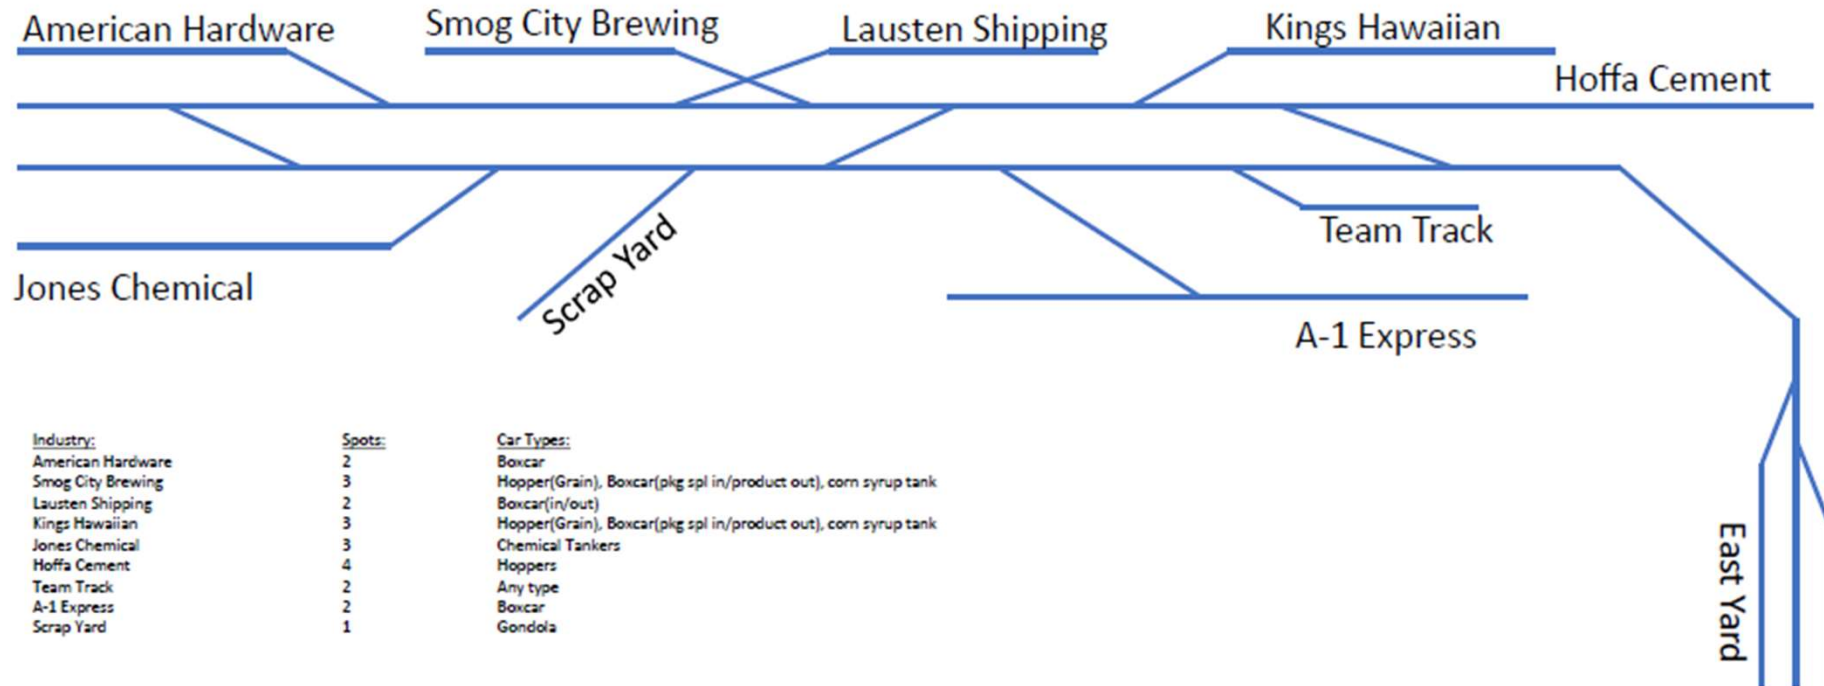 American Hardware
Smog City Brewing
Lausten Shipping
Kings Hawaiian
Hoffa Cement
Team Track
Scrap Yard
Jones Chemical
A-1 Express
East Yard
Industry: Spots: Car Types:
American Hardware 2 Boxcar
Smog City Brewing 3 Hopper(Grain), Boxcar(pkg spl in/product out), corn syrup tank
Lausten Shipping 2 Boxcar(in/out)
Kings Hawaiian 3 Hopper(Grain), Boxcar(pkg spl in/product out), corn syrup tank
Jones Chemical 3 Chemical Tankers
Hoffa Cement 4 Hoppers
Team Track 2 Any type
A-1 Express 2 Boxcar
Scrap Yard 1 Gondola